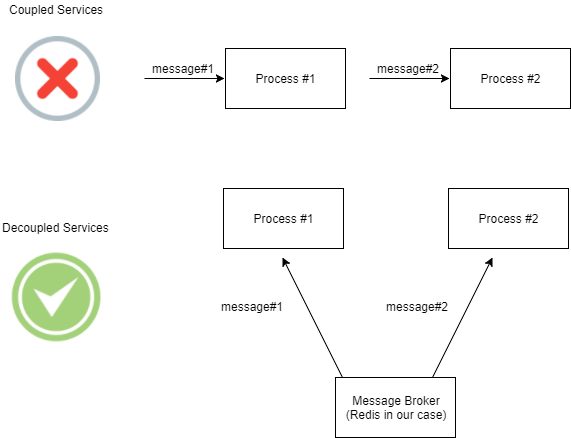 Coupled Services
message#1
Process #1
message#2
Process #2
Decoupled Services
Process #1
Process #2
message#1
message#2
Message Broker
(Redis in our case)